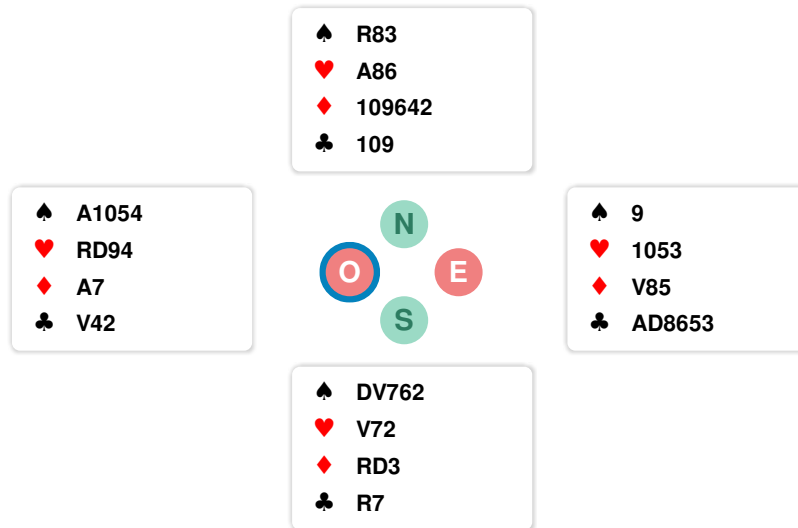 ♠ R83
♥ A86
♦ 109642
♣ 109
♠ A1054
♥ RD94
♦ A7
♣ V42
N
O E
S
♠ 9
♥ 1053
♦ V85
♣ AD8653
♠ DV762
♥ V72
♦ RD3
♣ R7